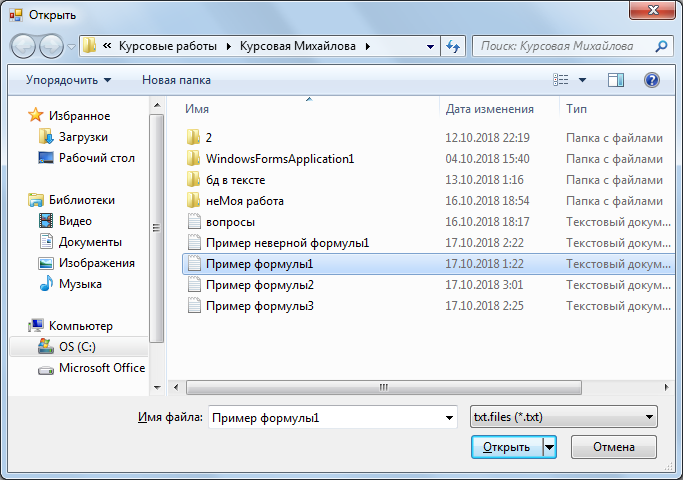 Открыть
« Курсовые работы Курсовая Михайлова
Поиск: Курсовая Михайлова
Упорядочить Новая папка
Избранное
Загрузки
Рабочий стол
Библиотеки
Видео
Документы
Изображения
Музыка
Компьютер
OS (C:)
Microsoft Office
Имя Дата изменения Тип
2 12.10.2018 22:19 Папка с файлами
WindowsFormsApplication1 04.10.2018 15:40 Папка с файлами
бд в тексте 13.10.2018 1:16 Папка с файлами
неМоя работа 16.10.2018 18:54 Папка с файлами
вопросы 16.10.2018 18:17 Текстовый докум...
Пример неверной формулы1 17.10.2018 2:22 Текстовый докум...
Пример формулы1 17.10.2018 1:22 Текстовый докум...
Пример формулы2 17.10.2018 3:01 Текстовый докум...
Пример формулы3 17.10.2018 2:25 Текстовый докум...
Имя файла: Пример формулы1 txt.files (*.txt)
Открыть Отмена